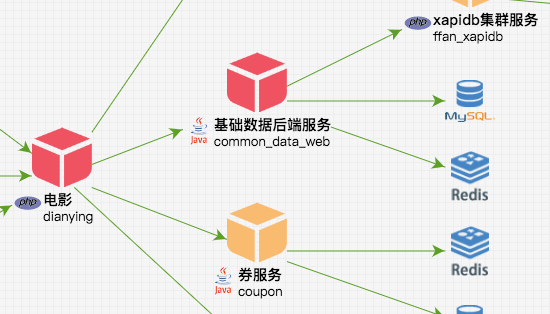 php xapidb集群服务
ffan_xapidb
MySQL
Java 基础数据后端服务
common_data_web
Redis
php 电影
dianying
Redis
Java 券服务
coupon